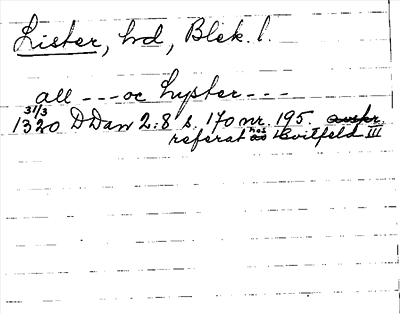 Lister, hd, Blek. l.
all --- oc Lyster ---
31/3
1320 DDan 2:8 s. 170 nr. 195. avskr.
referat hos Hvitfeld III